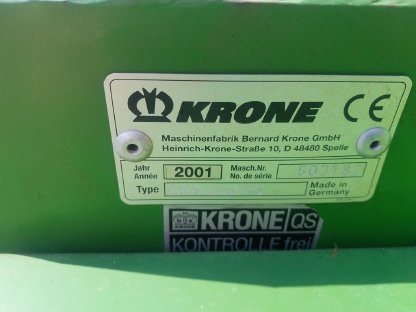 KRONE CE
Maschinenfabrik Bernard Krone GmbH
Heinrich-Krone-Straße 10, D 48480 Spelle
Jahr 2001 Masch.Nr.
Année No. de série
Type Made in
Germany
KRONE QS
KONTROLLE frei